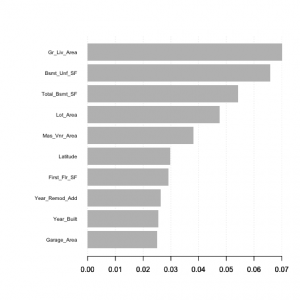 Gr_Liv_Area
Bsmt_Unf_SF
Total_Bsmt_SF
Lot_Area
Mas_Vnr_Area
Latitude
First_Flr_SF
Year_Remod_Add
Year_Built
Garage_Area
0.00 0.01 0.02 0.03 0.04 0.05 0.06 0.07